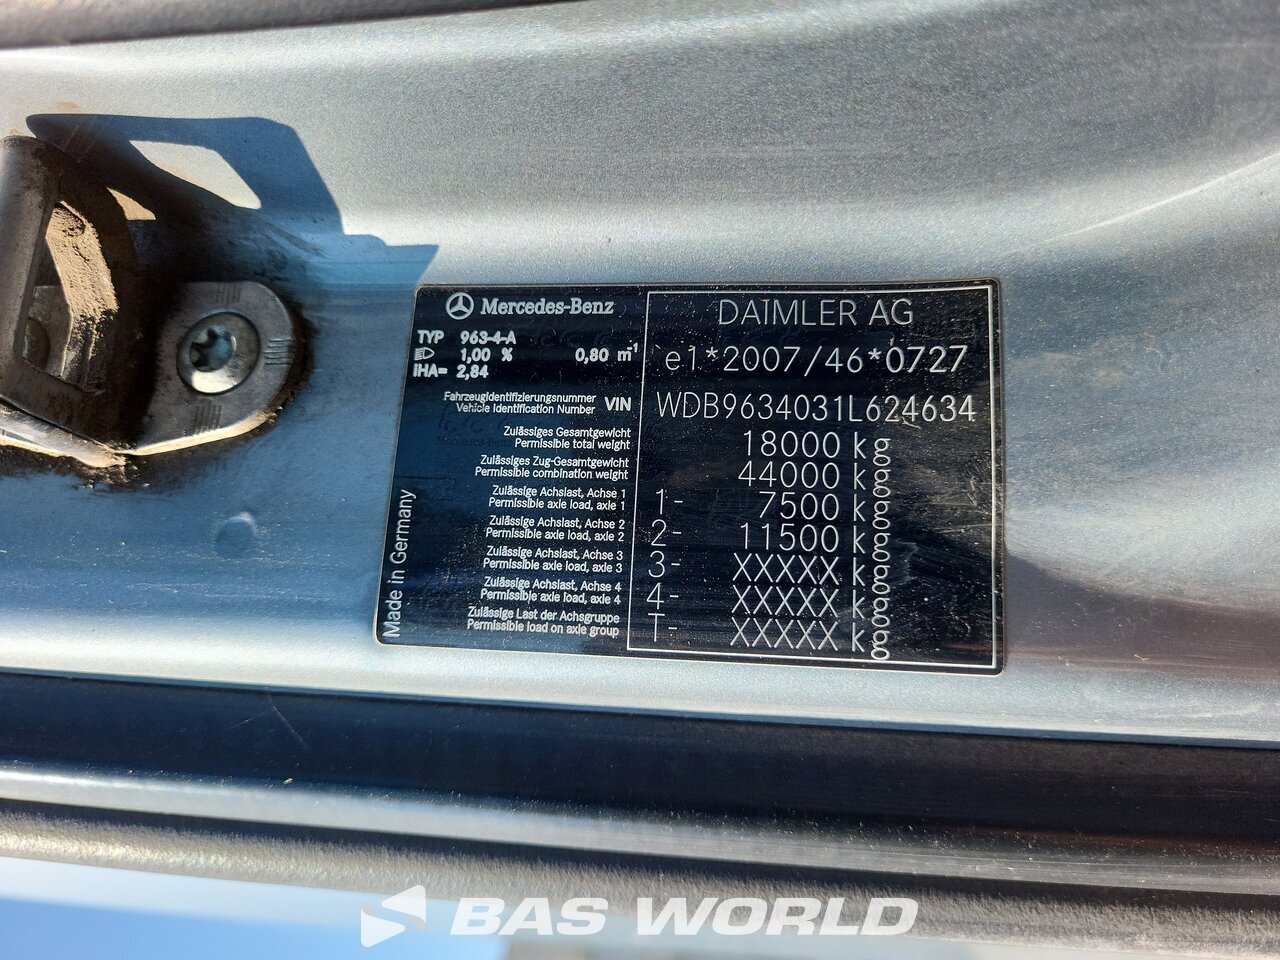 Mercedes-Benz
TYP 963-4-A
1,00 % 0,80 m⁻¹
iHA= 2,84
DAIMLER AG
e1*2007/46*0727
Fahrzeugidentifizierungsnummer
Vehicle Identification Number VIN WDB9634031L624634
Zulässiges Gesamtgewicht
Permissible total weight 18000 kg
Zulässiges Zug-Gesamtgewicht
Permissible combination weight 44000 kg
Zulässige Achslast, Achse 1
Permissible axle load, axle 1 1- 7500 kg
Zulässige Achslast, Achse 2
Permissible axle load, axle 2 2- 11500 kg
Zulässige Achslast, Achse 3
Permissible axle load, axle 3 3- XXXXX kg
Zulässige Achslast, Achse 4
Permissible axle load, axle 4 4- XXXXX kg
Zulässige Last der Achsgruppe
Permissible load on axle group T- XXXXX kg
Made in Germany
BAS WORLD